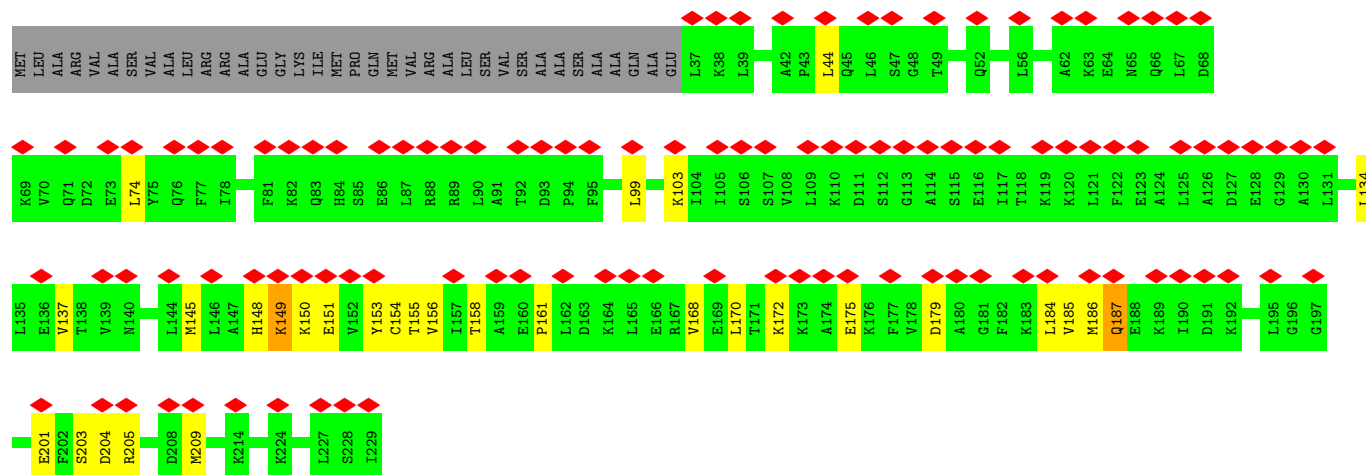 MET LEU ALA ARG VAL ALA SER VAL ALA LEU ARG ARG ALA GLU GLY LYS ILE MET PRO GLN MET VAL ARG ALA LEU SER VAL SER ALA ALA SER ALA ALA GLN ALA GLU L37 K38 L39 A42 P43 L44 Q45 L46 S47 G48 T49 Q52 L56 A62 K63 E64 N65 Q66 L67 D68
K69 V70 Q71 D72 E73 L74 Y75 Q76 F77 I78 F81 K82 Q83 H84 S85 E86 L87 R88 R89 L90 A91 T92 D93 P94 F95 L99 K103 I104 I105 S106 S107 V108 L109 K110 D111 S112 G113 A114 S115 E116 I117 T118 K119 K120 L121 F122 E123 A124 L125 A126 D127 E128 G129 A130 L131 L134
L135 E136 V137 T138 V139 N140 L144 M145 L146 A147 H148 K149 K150 E151 V152 Y153 C154 T155 V156 I157 T158 A159 E160 P161 L162 D163 K164 L165 E166 R167 V168 E169 L170 T171 K172 K173 A174 E175 K176 F177 V178 D179 A180 G181 F182 K183 L184 V185 M186 Q187 E188 K189 I190 D191 K192 L195 G196 G197
E201 F202 S203 D204 R205 D208 M209 K214 K224 L227 S228 I229